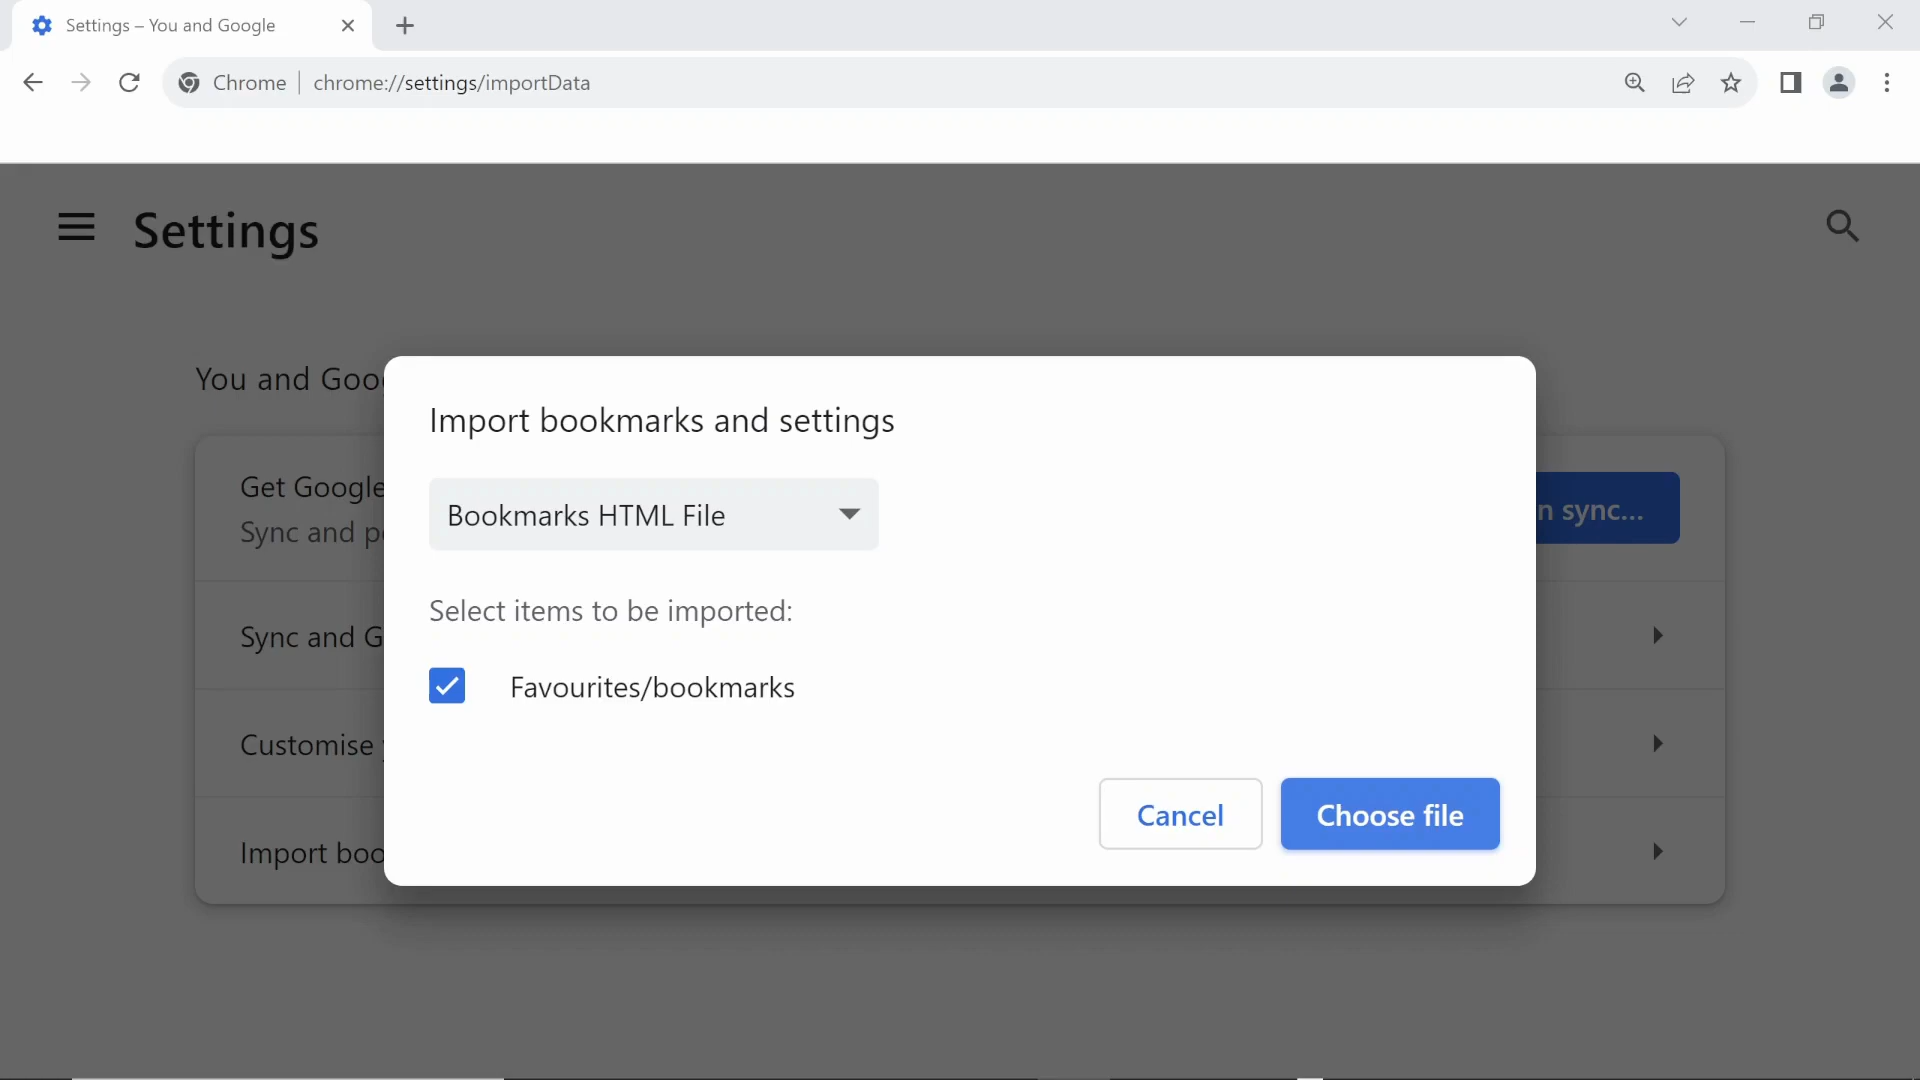 Settings – You and Google
Chrome
chrome://settings/importData
Settings
You and Goo
Import bookmarks and settings
Get Google
Bookmarks HTML File
n sync...
Sync and p
Select items to be imported:
Sync and G
Favourites/bookmarks
Customise
Cancel
Choose file
Import boo